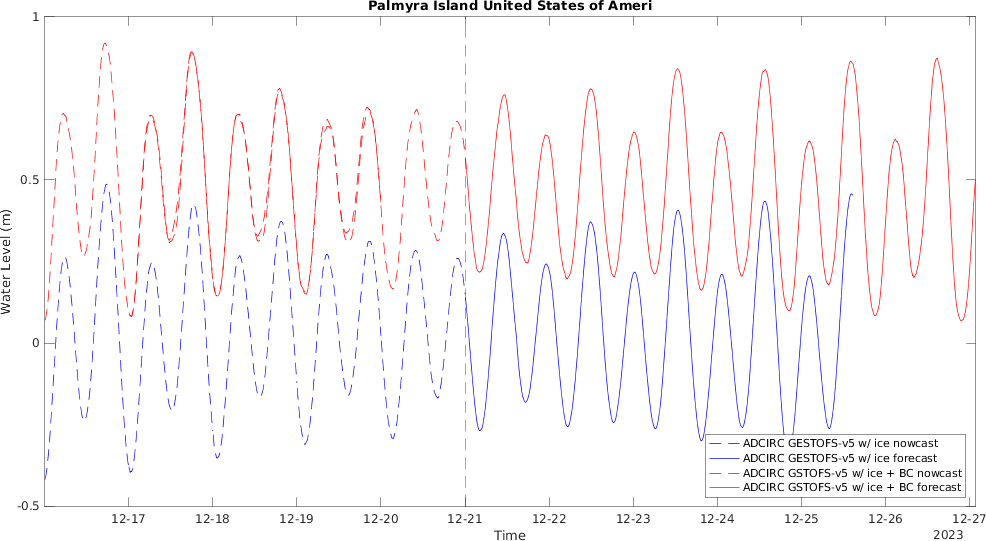 Palmyra Island United States of Ameri
1
0.5
0
-0.5
Water Level (m)
12-17 12-18 12-19 12-20 12-21 12-22 12-23 12-24 12-25 12-26 12-27
Time
2023
ADCIRC GESTOFS-v5 w/ ice nowcast
ADCIRC GESTOFS-v5 w/ ice forecast
ADCIRC GSTOFS-v5 w/ ice + BC nowcast
ADCIRC GSTOFS-v5 w/ ice + BC forecast